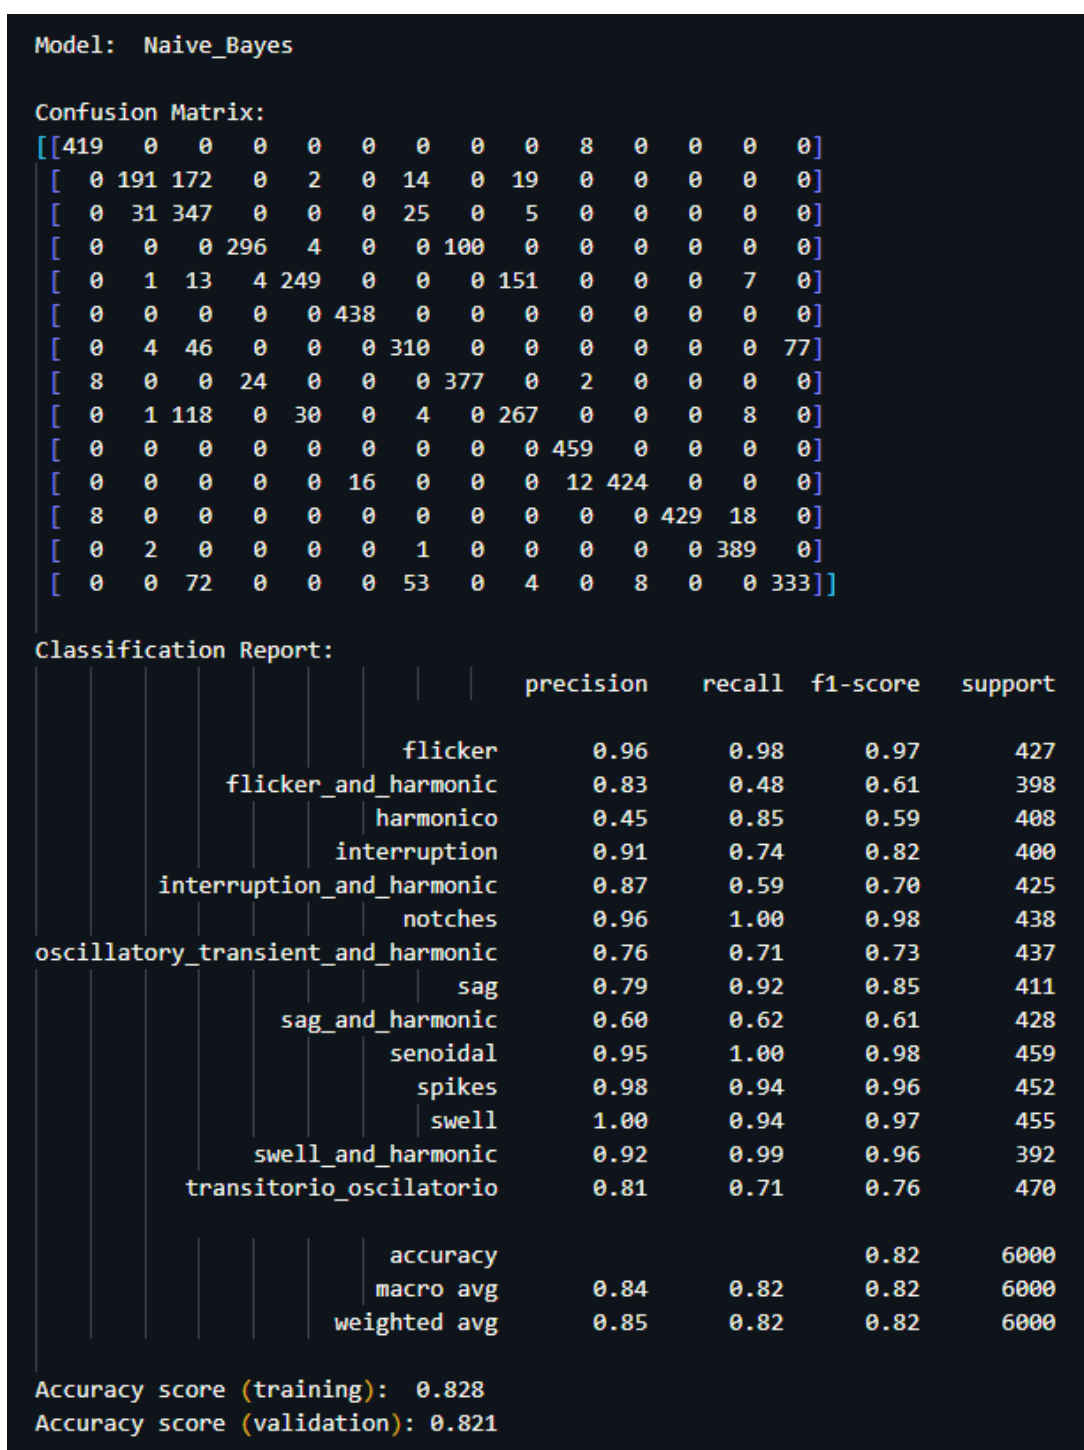 Model:  Naive_Bayes
Confusion Matrix:
[[419   0   0   0   0   0   0   0   0   8   0   0   0   0]
 [  0 191 172   0   2   0  14   0  19   0   0   0   0   0]
 [  0  31 347   0   0   0  25   0   5   0   0   0   0   0]
 [  0   0   0 296   4   0   0 100   0   0   0   0   0   0]
 [  0   1  13   4 249   0   0   0 151   0   0   0   7   0]
 [  0   0   0   0   0 438   0   0   0   0   0   0   0   0]
 [  0   4  46   0   0   0 310   0   0   0   0   0   0  77]
 [  8   0   0  24   0   0   0 377   0   2   0   0   0   0]
 [  0   1 118   0  30   0   4   0 267   0   0   0   8   0]
 [  0   0   0   0   0   0   0   0   0 459   0   0   0   0]
 [  0   0   0   0   0  16   0   0   0  12 424   0   0   0]
 [  8   0   0   0   0   0   0   0   0   0   0 429  18   0]
 [  0   2   0   0   0   0   1   0   0   0   0   0 389   0]
 [  0   0  72   0   0   0  53   0   4   0   8   0   0 333]]
Classification Report:
precision    recall  f1-score   support
flicker       0.96      0.98      0.97       427
flicker_and_harmonic       0.83      0.48      0.61       398
harmonico       0.45      0.85      0.59       408
interruption       0.91      0.74      0.82       400
interruption_and_harmonic       0.87      0.59      0.70       425
notches       0.96      1.00      0.98       438
oscillatory_transient_and_harmonic       0.76      0.71      0.73       437
sag       0.79      0.92      0.85       411
sag_and_harmonic       0.60      0.62      0.61       428
senoidal       0.95      1.00      0.98       459
spikes       0.98      0.94      0.96       452
swell       1.00      0.94      0.97       455
swell_and_harmonic       0.92      0.99      0.96       392
transitorio_oscilatorio       0.81      0.71      0.76       470
accuracy                           0.82      6000
macro avg       0.84      0.82      0.82      6000
weighted avg       0.85      0.82      0.82      6000
Accuracy score (training):  0.828
Accuracy score (validation): 0.821